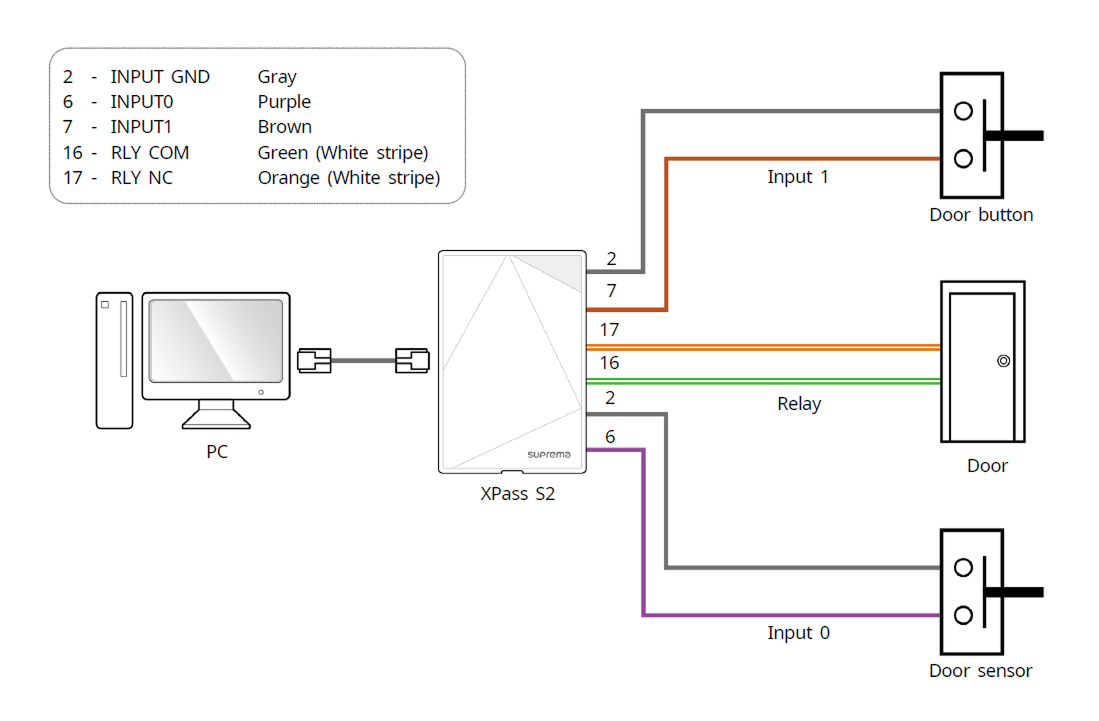 2 - INPUT GND Gray
6 - INPUT0 Purple
7 - INPUT1 Brown
16 - RLY COM Green (White stripe)
17 - RLY NC Orange (White stripe)
Input 1
Door button
2
7
17
16
Relay
2
6
suprema
PC
XPass S2
Door
Input 0
Door sensor